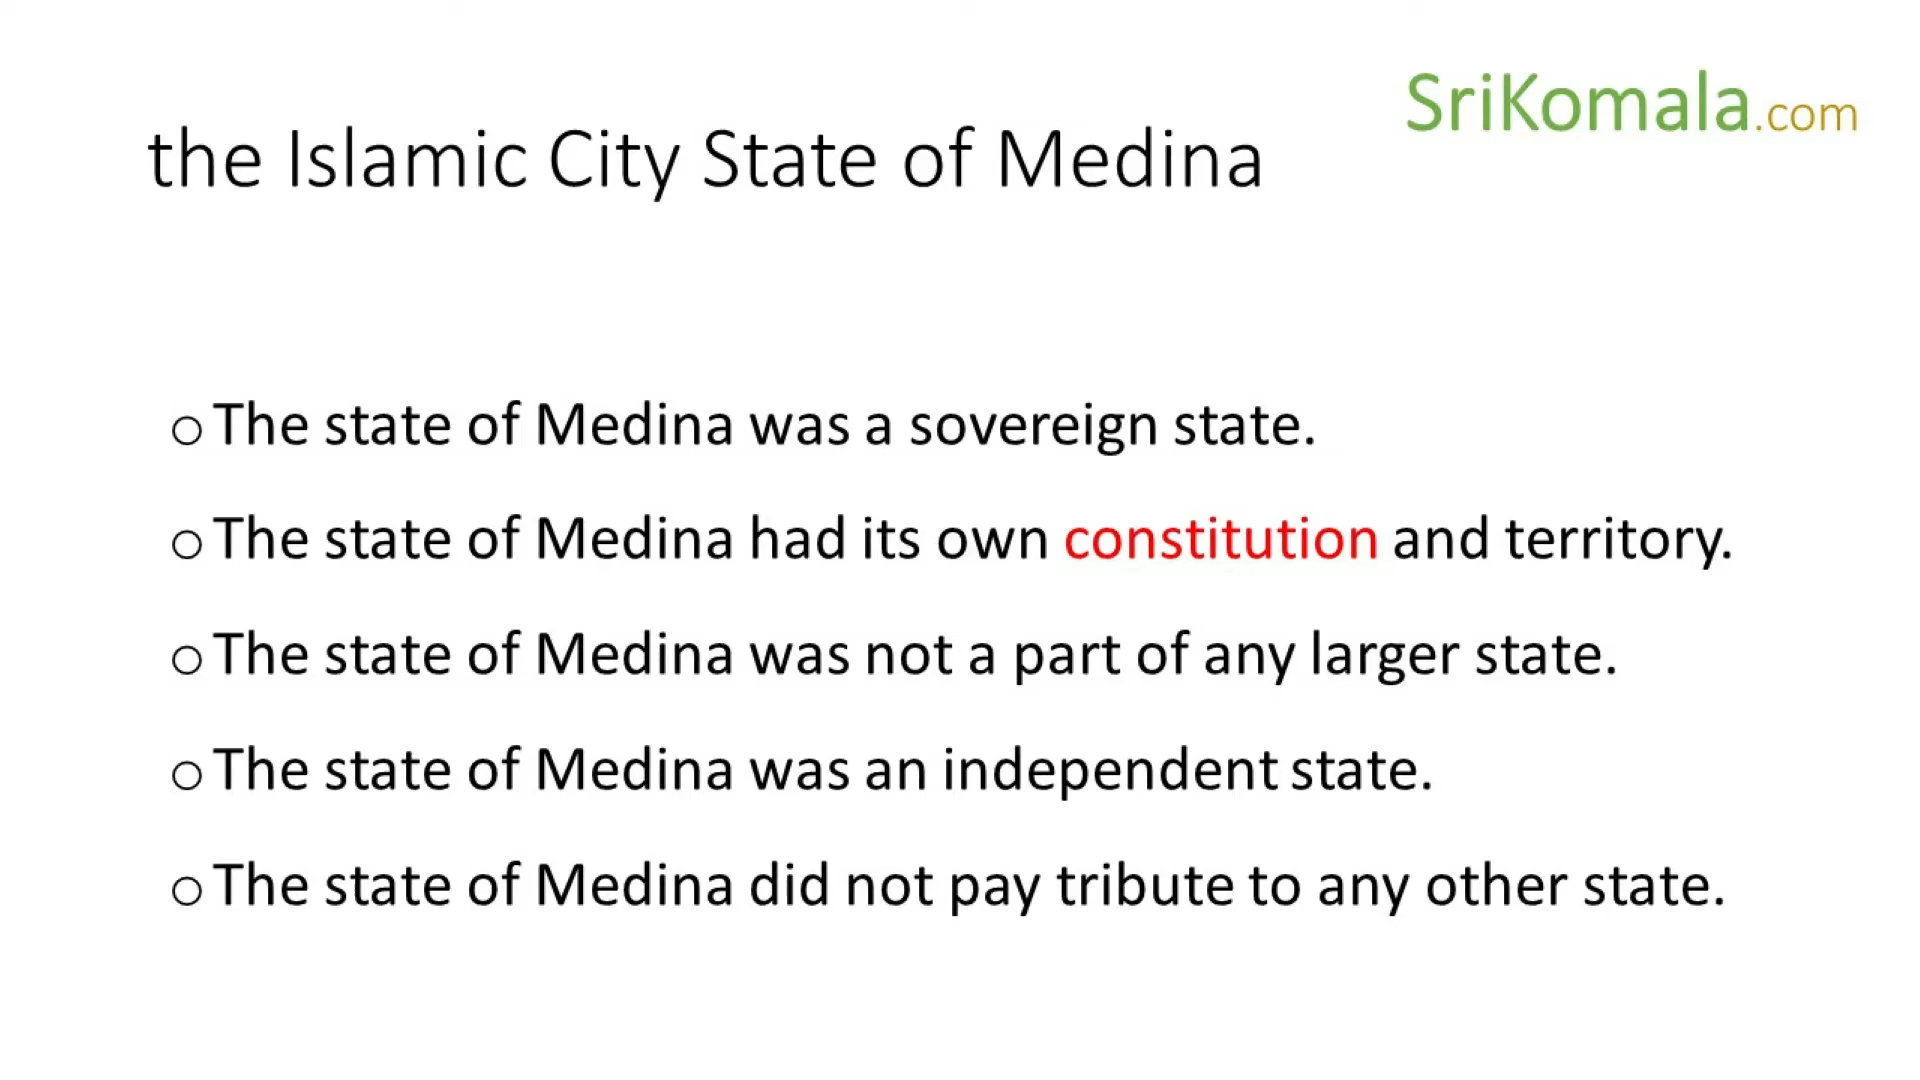 SriKomala.com
the Islamic City State of Medina
o The state of Medina was a sovereign state.
o The state of Medina had its own constitution and territory.
o The state of Medina was not a part of any larger state.
o The state of Medina was an independent state.
o The state of Medina did not pay tribute to any other state.